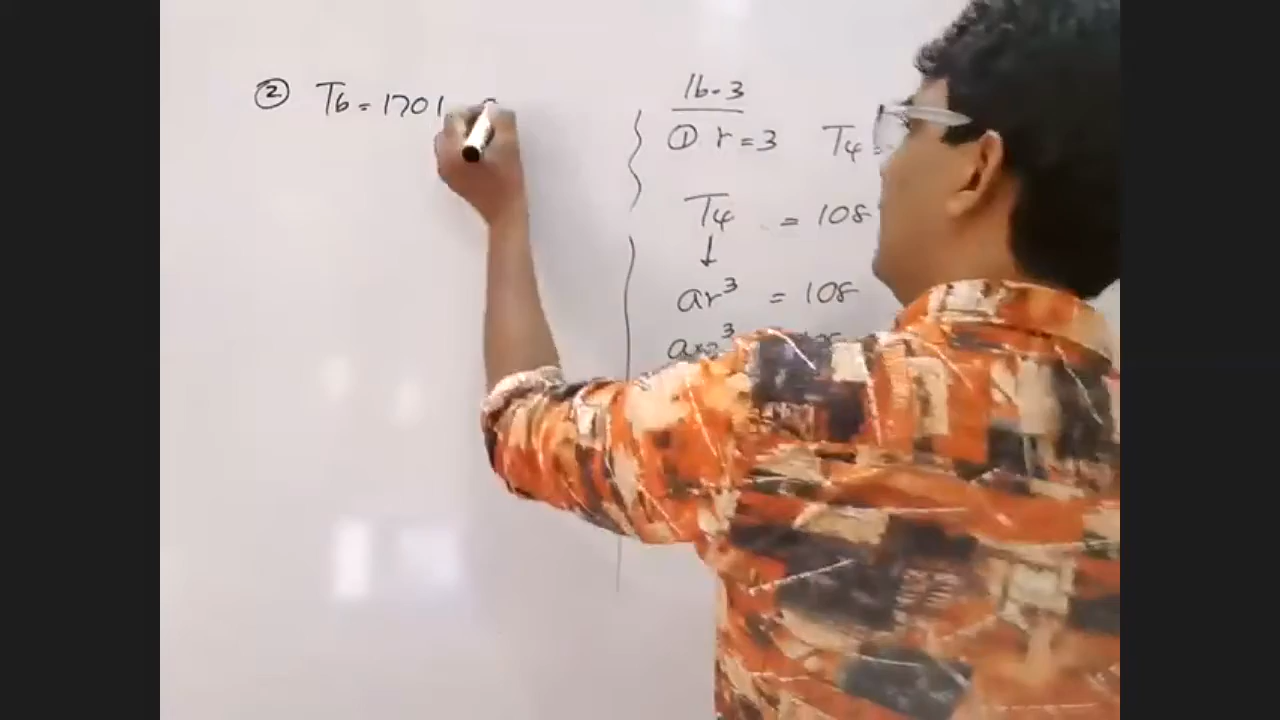 ② T6 = 1701
16.3
① r = 3 T4 =
T4 = 108
↓
ar³ = 108